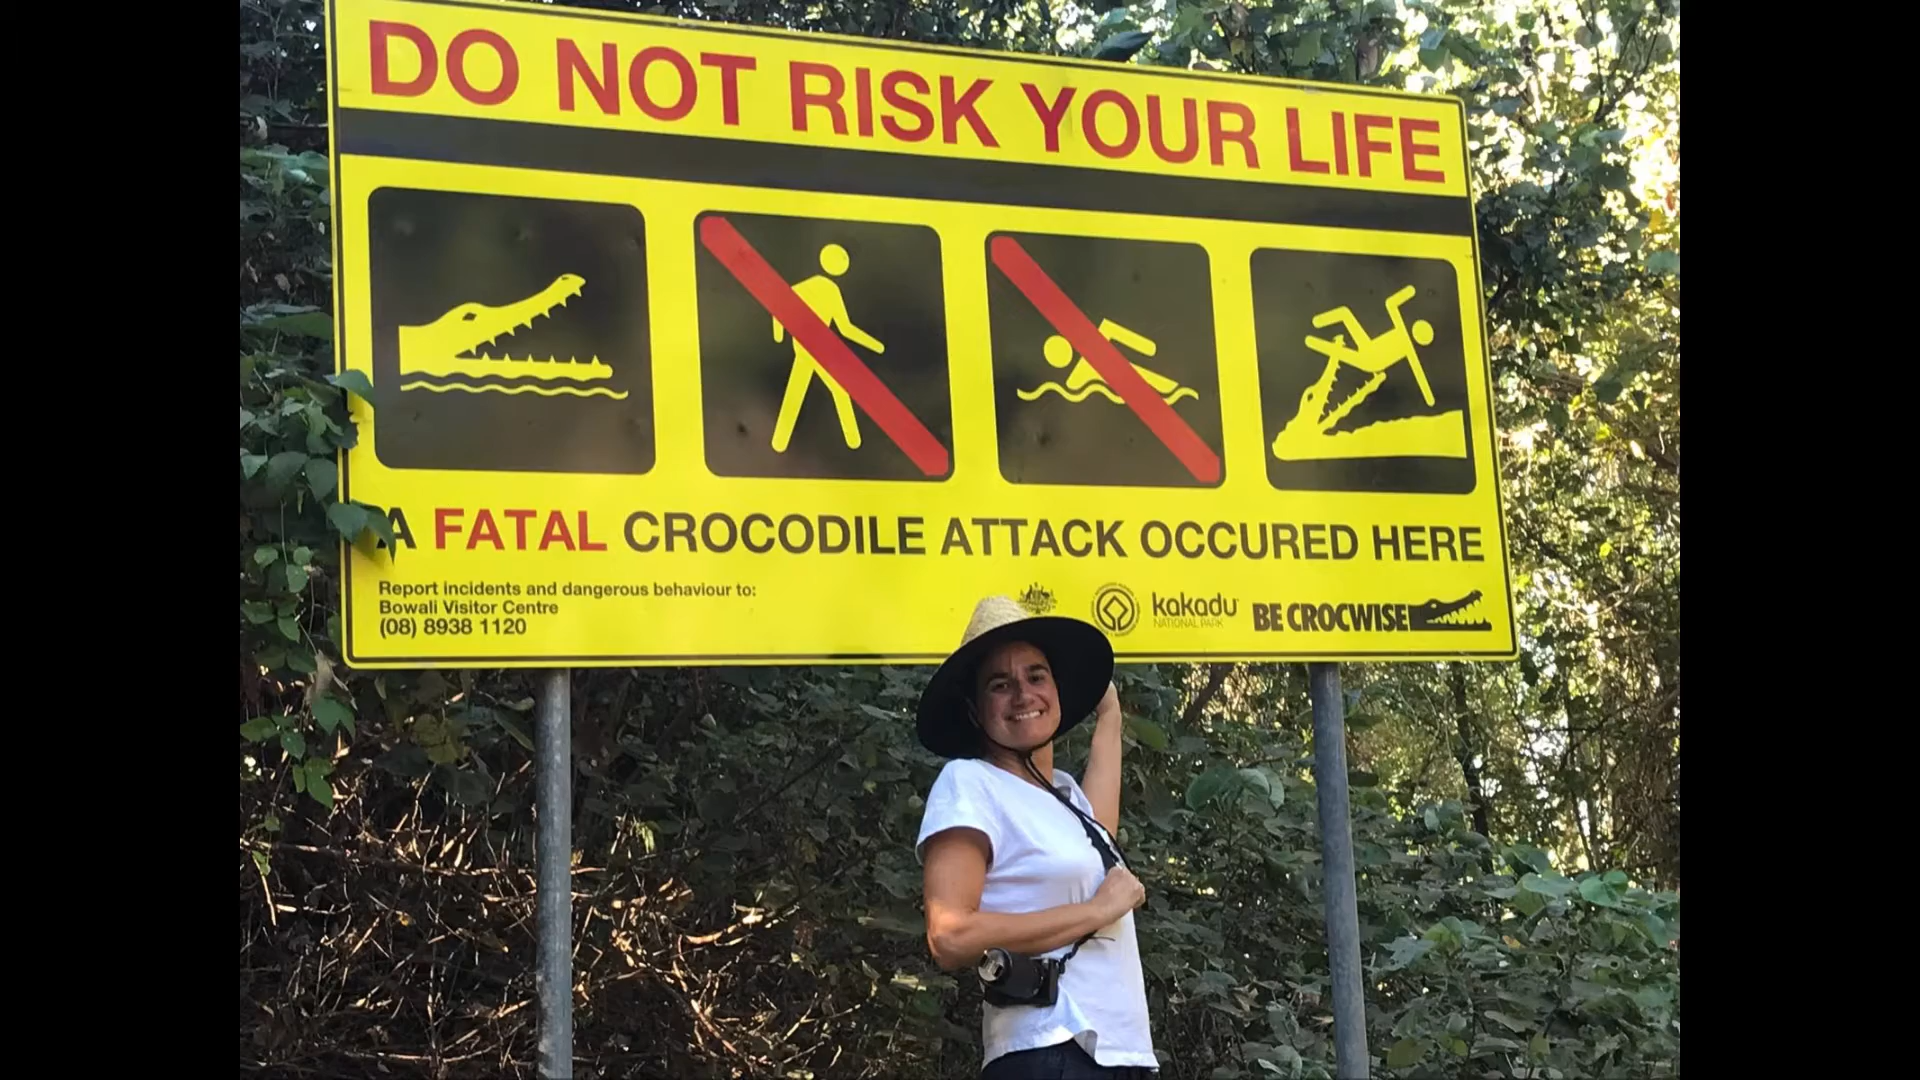 DO NOT RISK YOUR LIFE
A FATAL CROCODILE ATTACK OCCURED HERE
Report incidents and dangerous behaviour to:
Bowali Visitor Centre
(08) 8938 1120
kakadu
NATIONAL PARK
BE CROCWISE